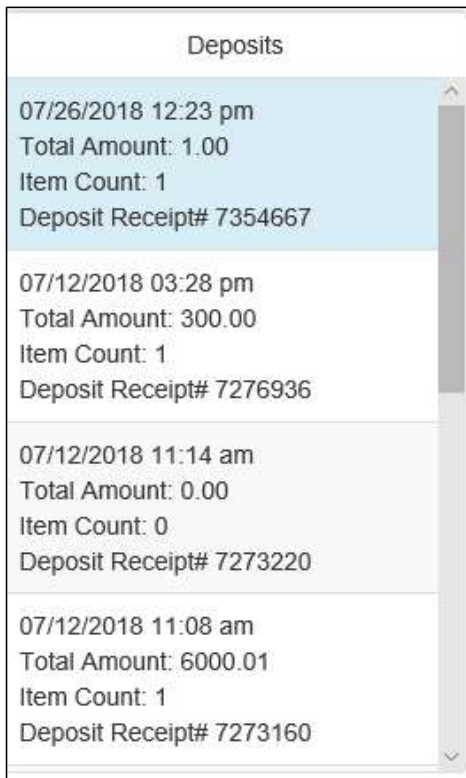 Deposits
07/26/2018 12:23 pm
Total Amount: 1.00
Item Count: 1
Deposit Receipt# 7354667
07/12/2018 03:28 pm
Total Amount: 300.00
Item Count: 1
Deposit Receipt# 7276936
07/12/2018 11:14 am
Total Amount: 0.00
Item Count: 0
Deposit Receipt# 7273220
07/12/2018 11:08 am
Total Amount: 6000.01
Item Count: 1
Deposit Receipt# 7273160